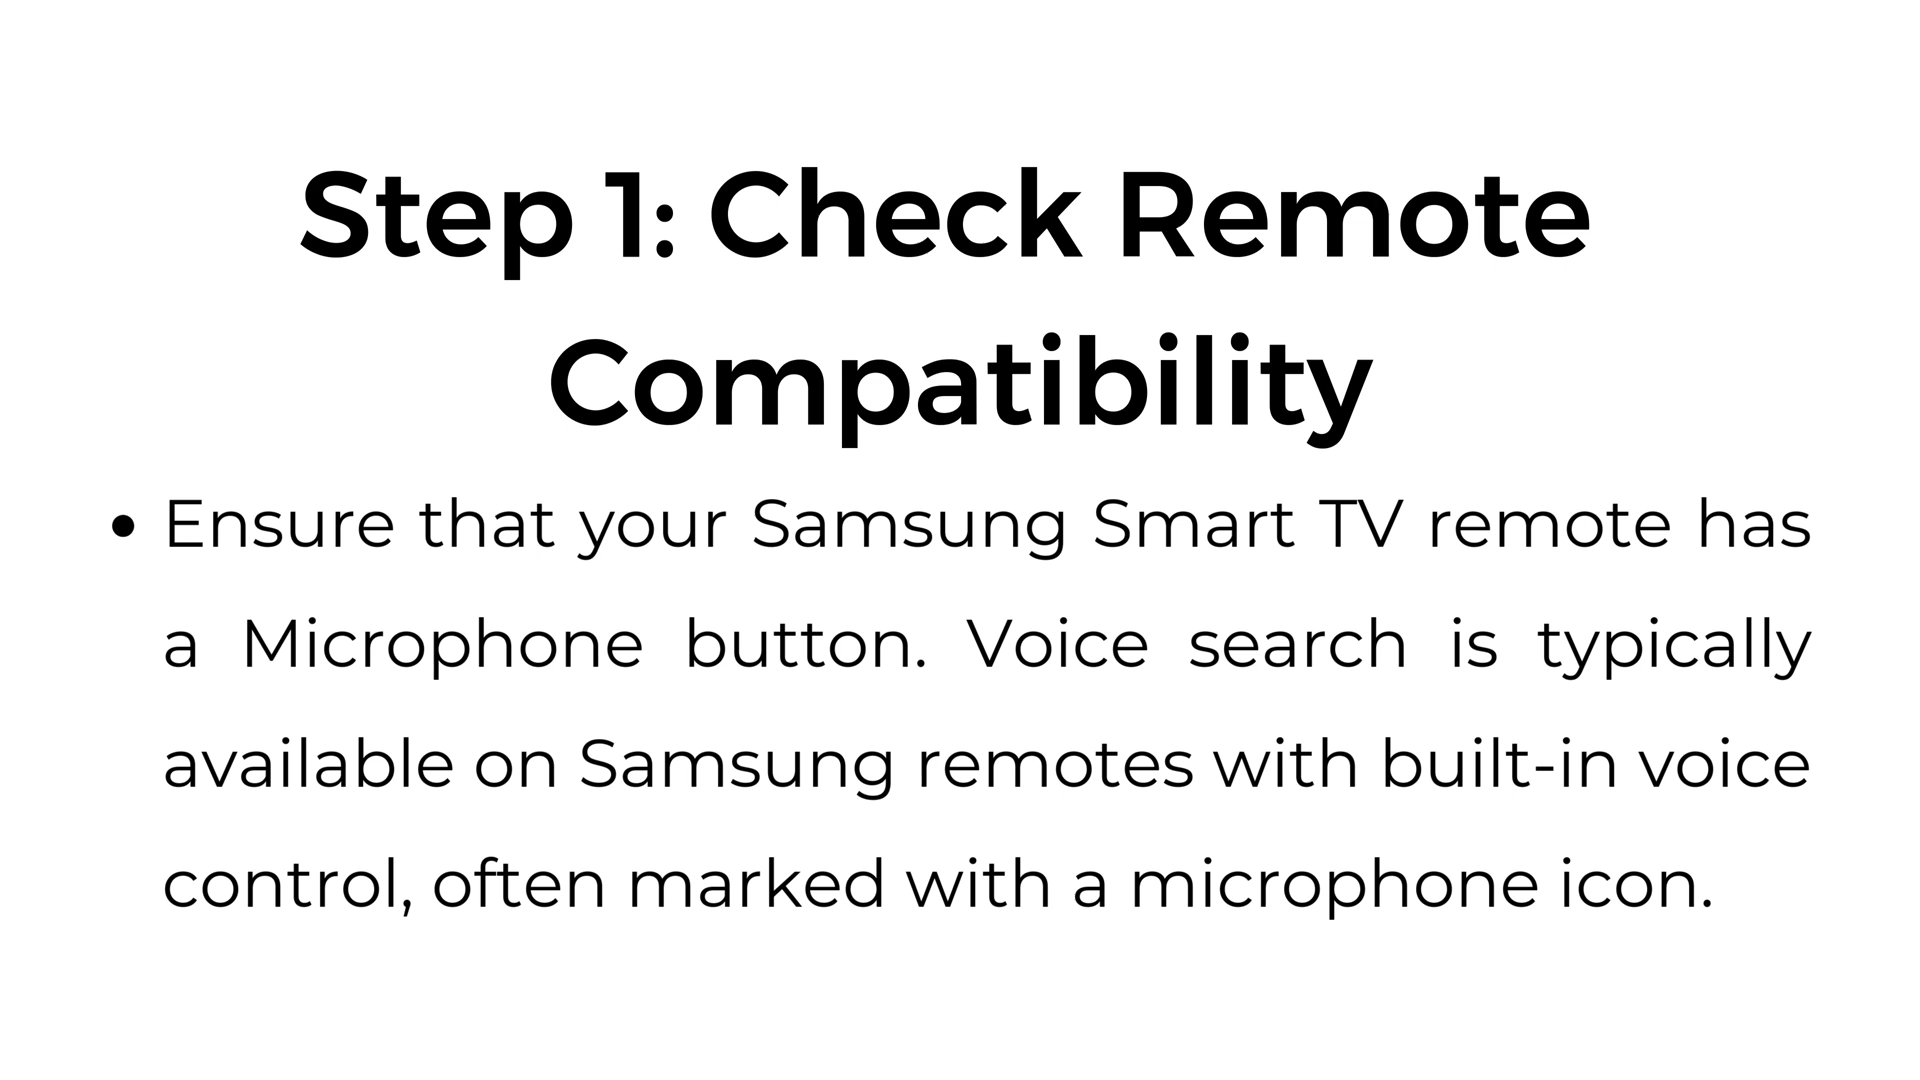 Step 1: Check Remote
Compatibility
• Ensure that your Samsung Smart TV remote has
a Microphone button. Voice search is typically
available on Samsung remotes with built-in voice
control, often marked with a microphone icon.